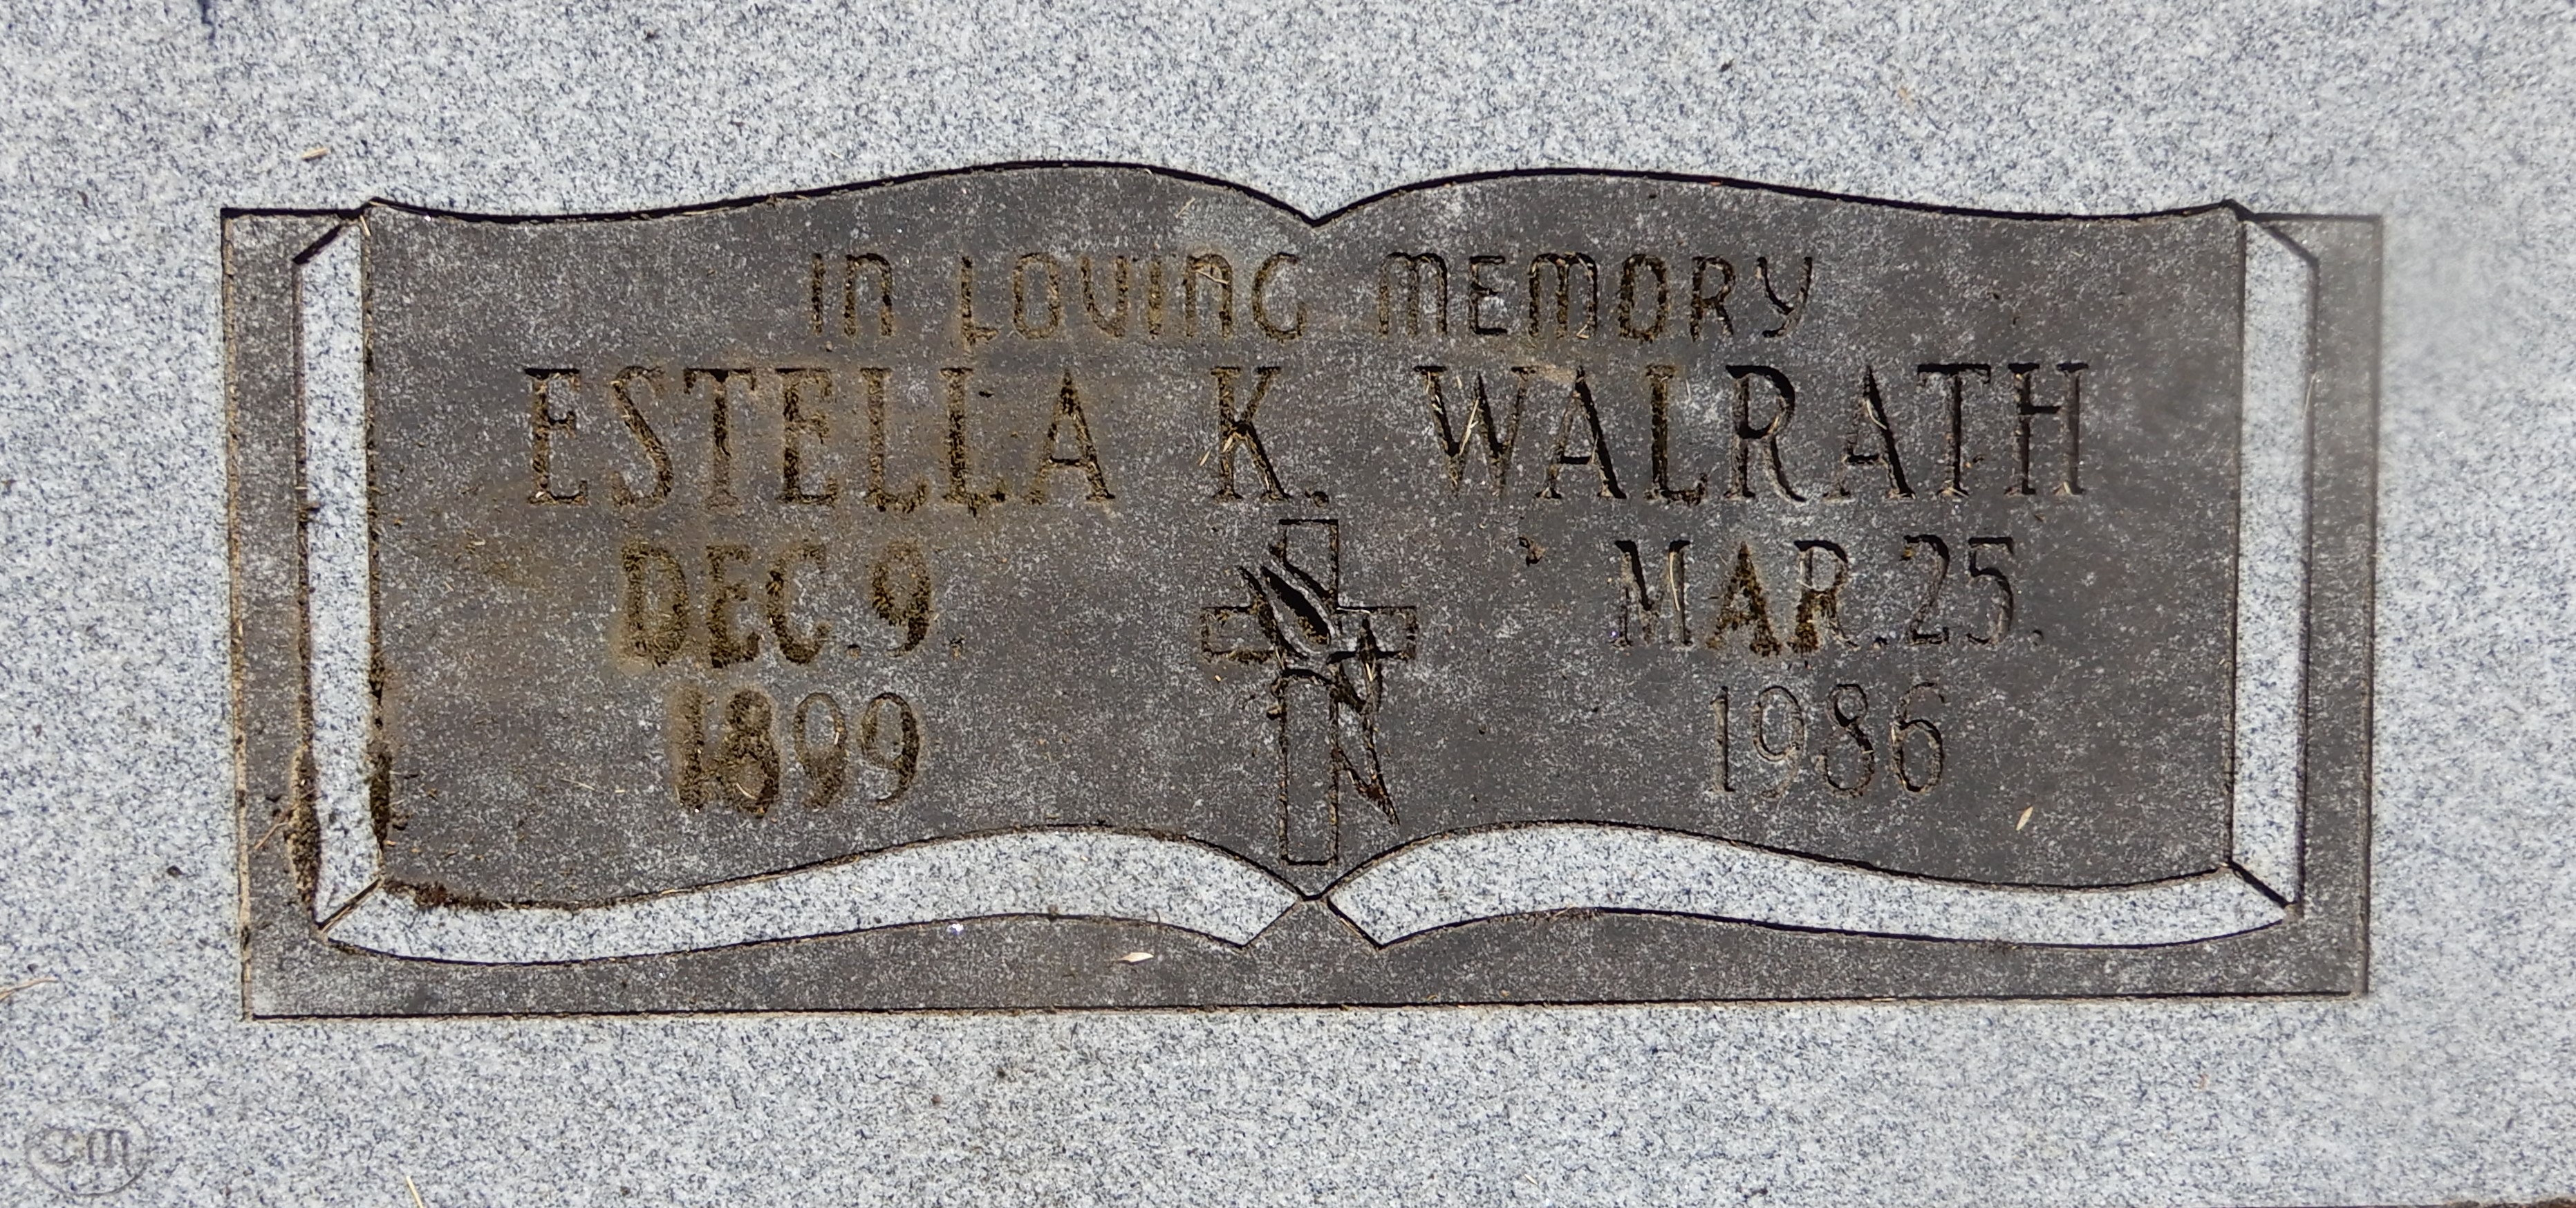 IN LOVING MEMORY
ESTELLA K. WALRATH
DEC. 9. MAR. 25.
1899 1986